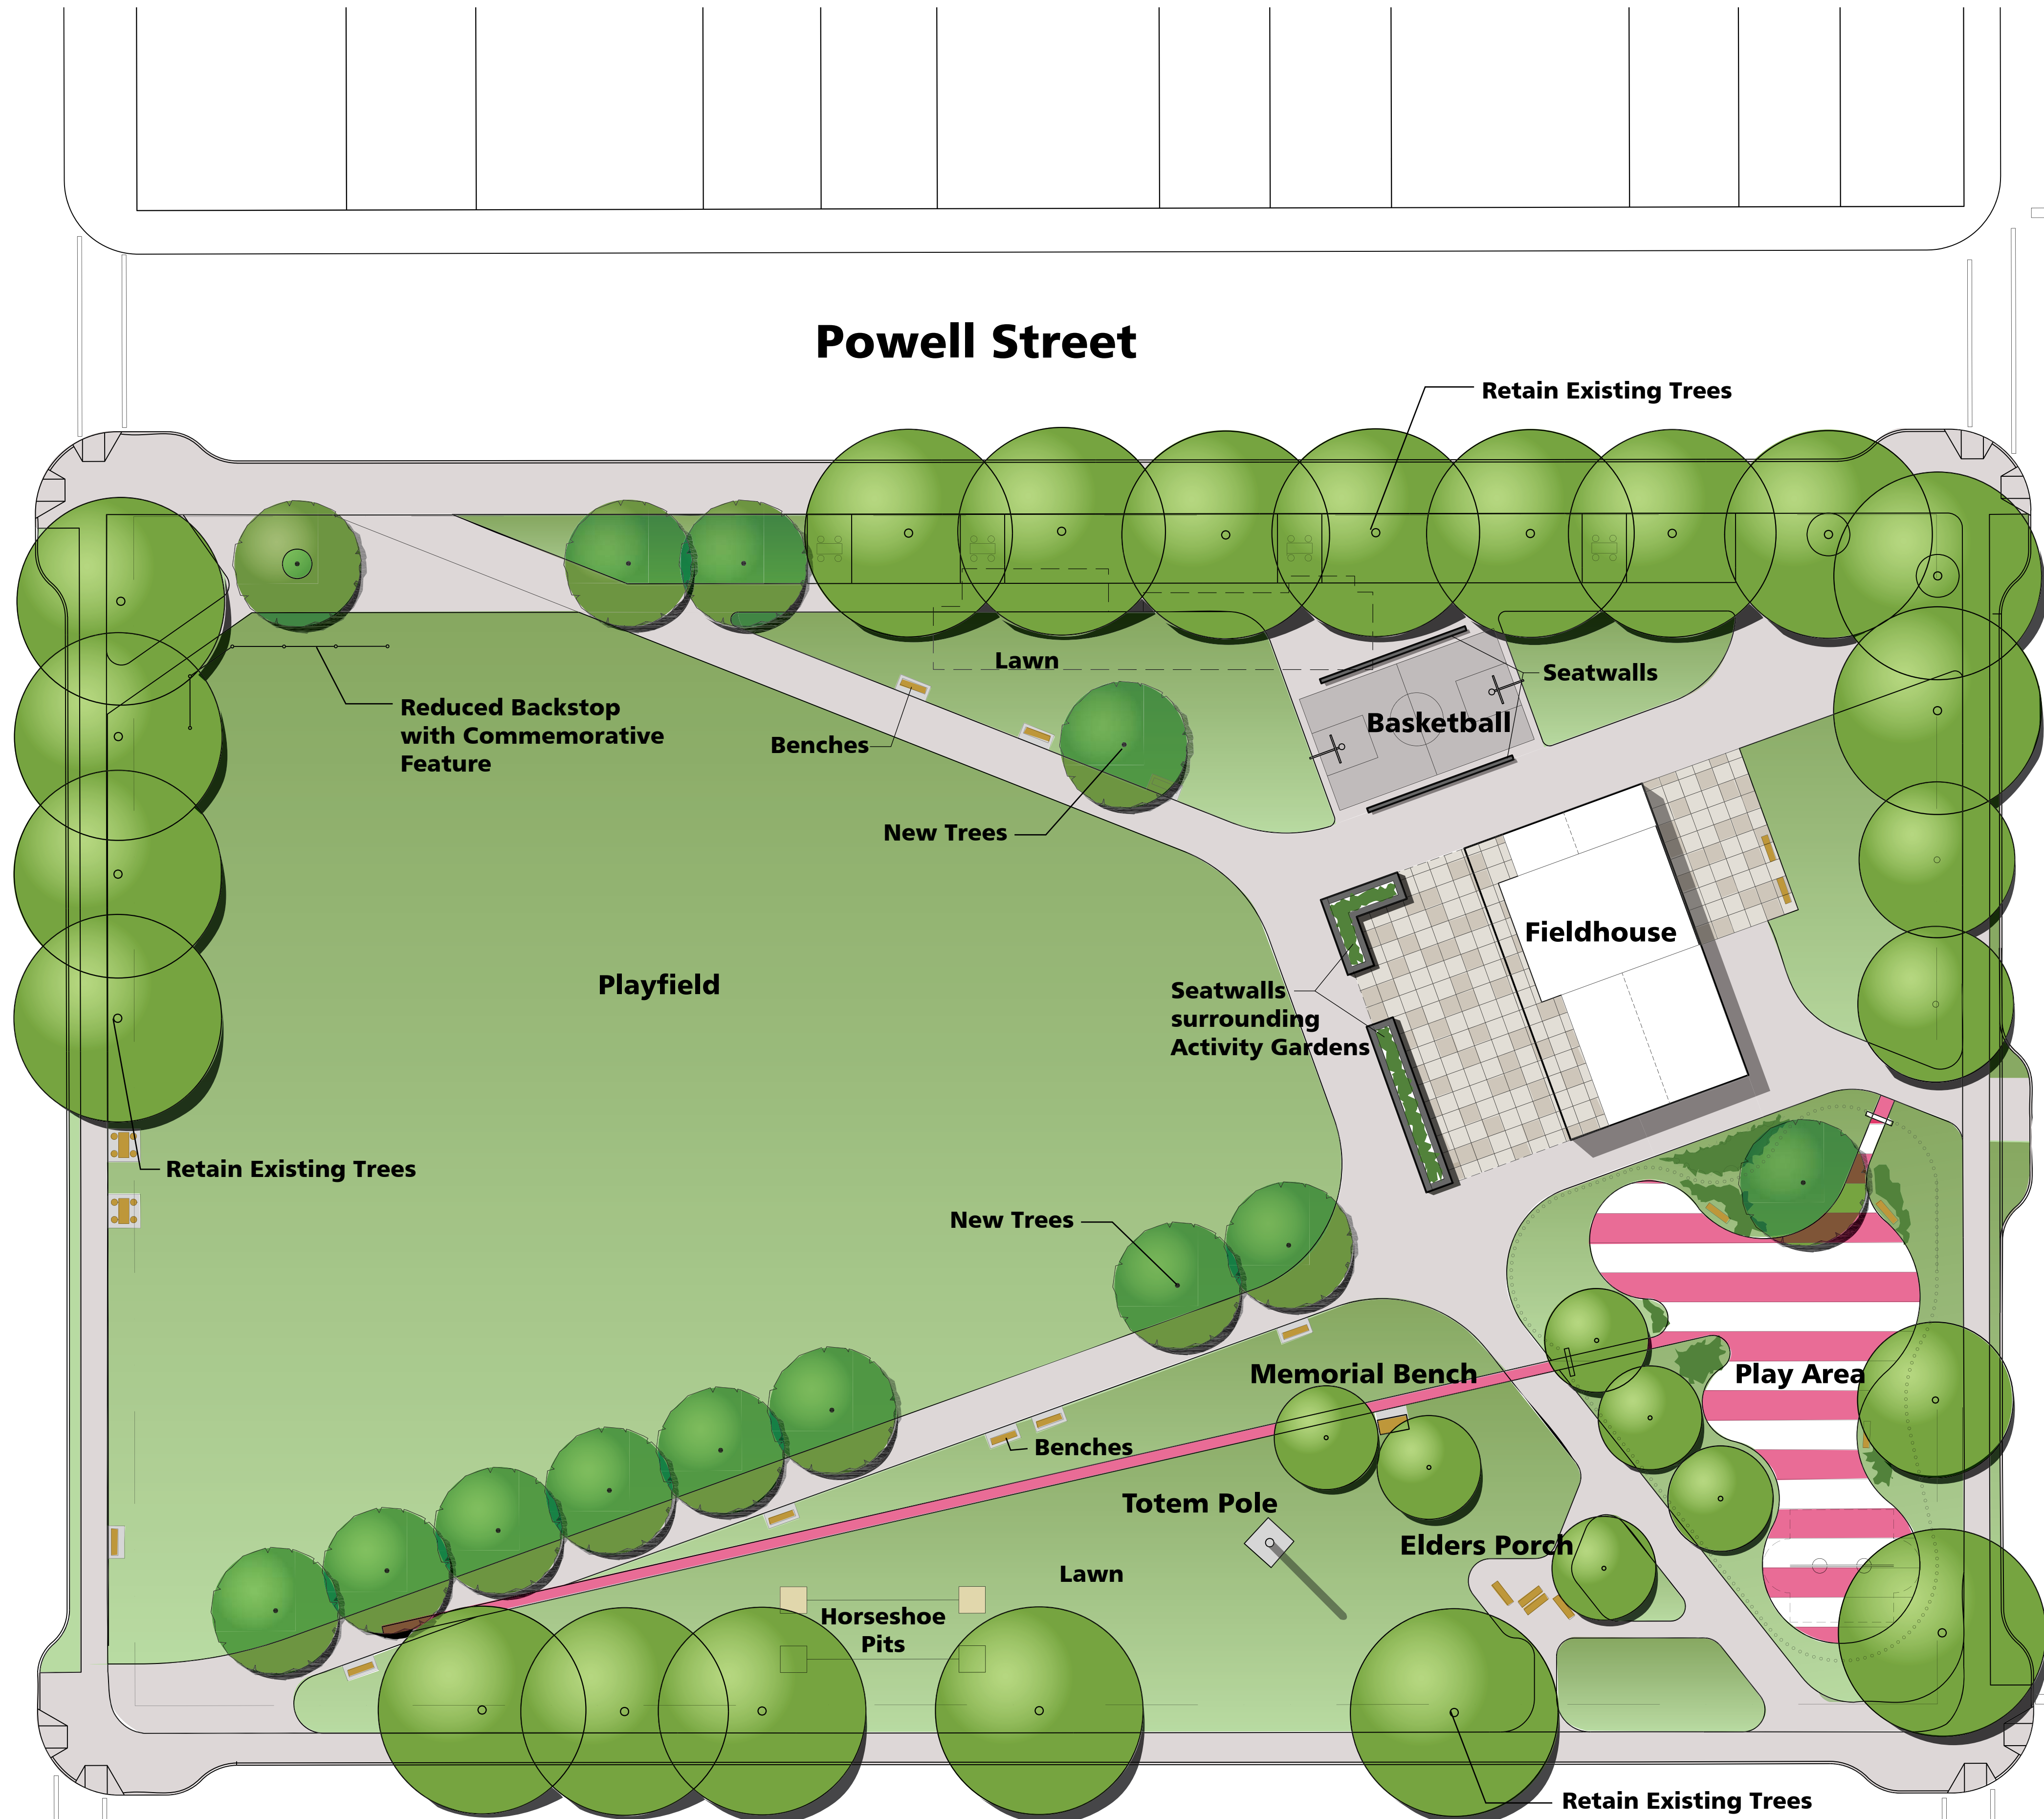 Powell Street
Retain Existing Trees
Lawn
Seatwalls
Reduced Backstop
with Commemorative
Feature
Benches
Basketball
New Trees
Fieldhouse
Playfield
Seatwalls
surrounding
Activity Gardens
Retain Existing Trees
New Trees
Memorial Bench
Play Area
Benches
Totem Pole
Elders Porch
Lawn
Horseshoe
Pits
Retain Existing Trees